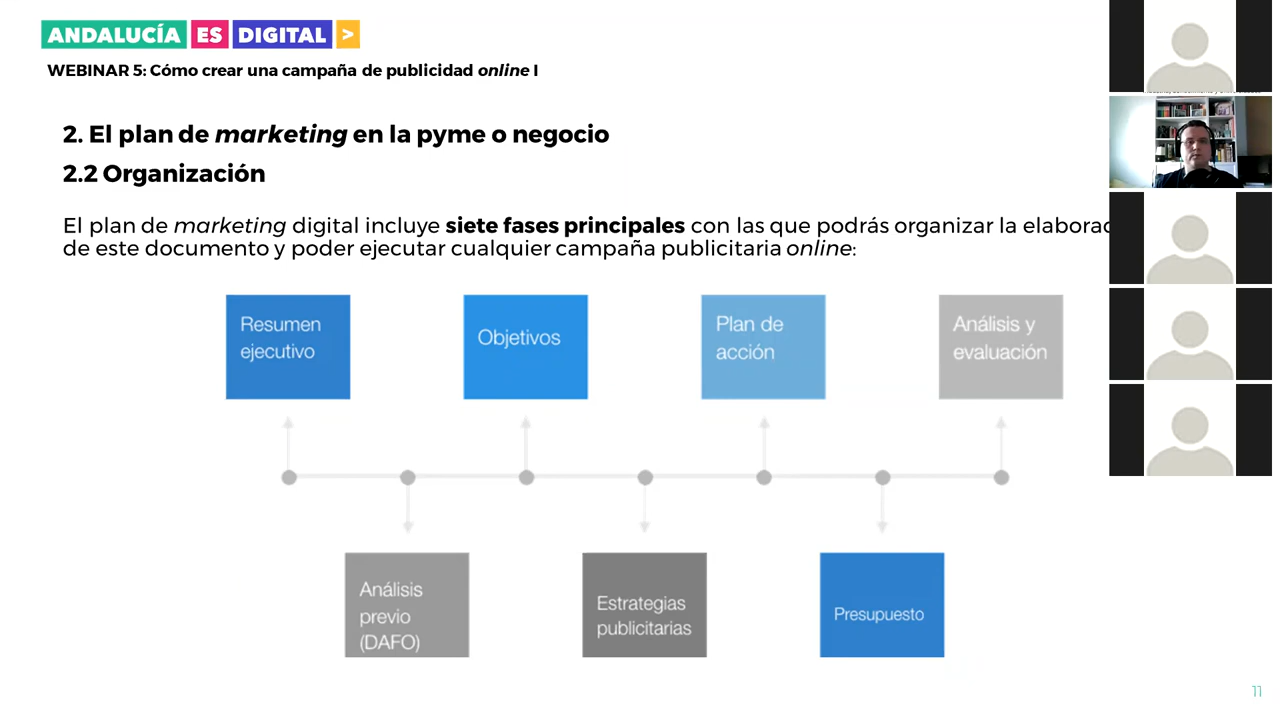 ANDALUCÍA ES DIGITAL >
WEBINAR 5: Cómo crear una campaña de publicidad online I
2. El plan de marketing en la pyme o negocio
2.2 Organización
El plan de marketing digital incluye siete fases principales con las que podrás organizar la elaborac
de este documento y poder ejecutar cualquier campaña publicitaria online:
Resumen
ejecutivo
Objetivos
Plan de
acción
Análisis y
evaluación
Análisis
previo
(DAFO)
Estrategias
publicitarias
Presupuesto
11